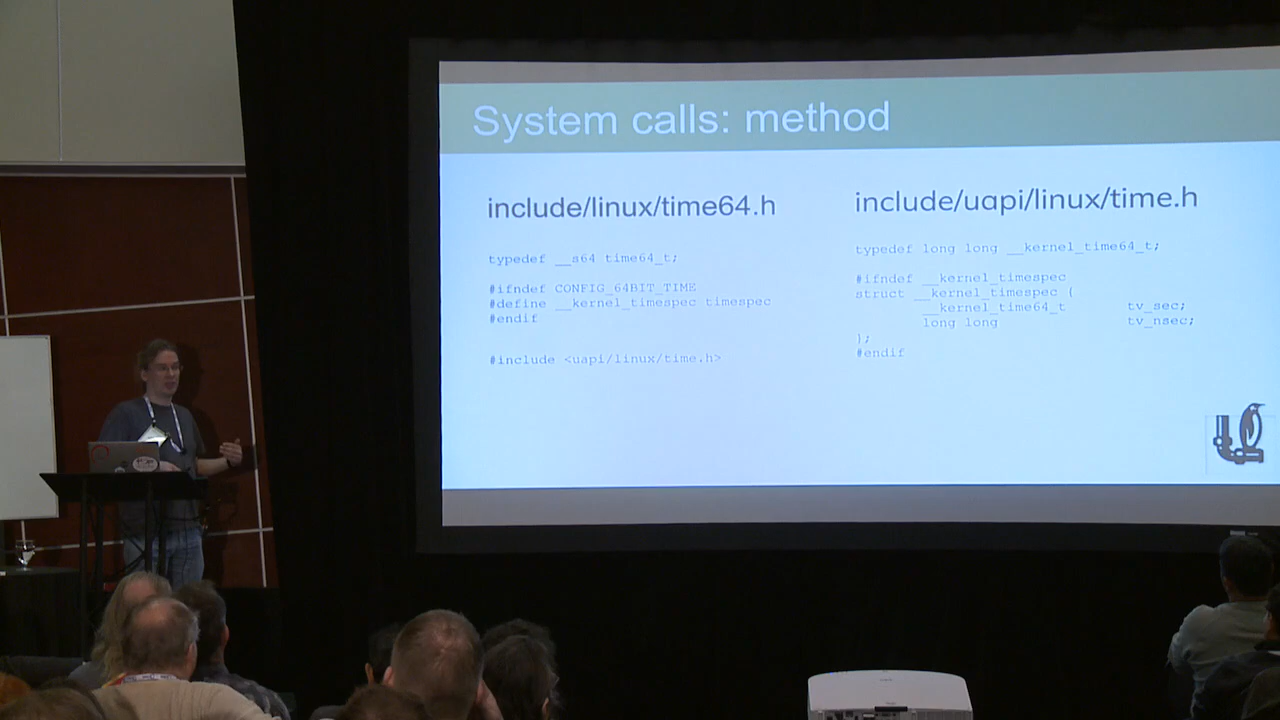 System calls: method
include/linux/time64.h
typedef __s64 time64_t;
#ifndef CONFIG_64BIT_TIME
#define __kernel_timespec timespec
#endif
#include <uapi/linux/time.h>
include/uapi/linux/time.h
typedef long long __kernel_time64_t;
#ifndef __kernel_timespec
struct __kernel_timespec {
__kernel_time64_t tv_sec;
long long tv_nsec;
};
#endif